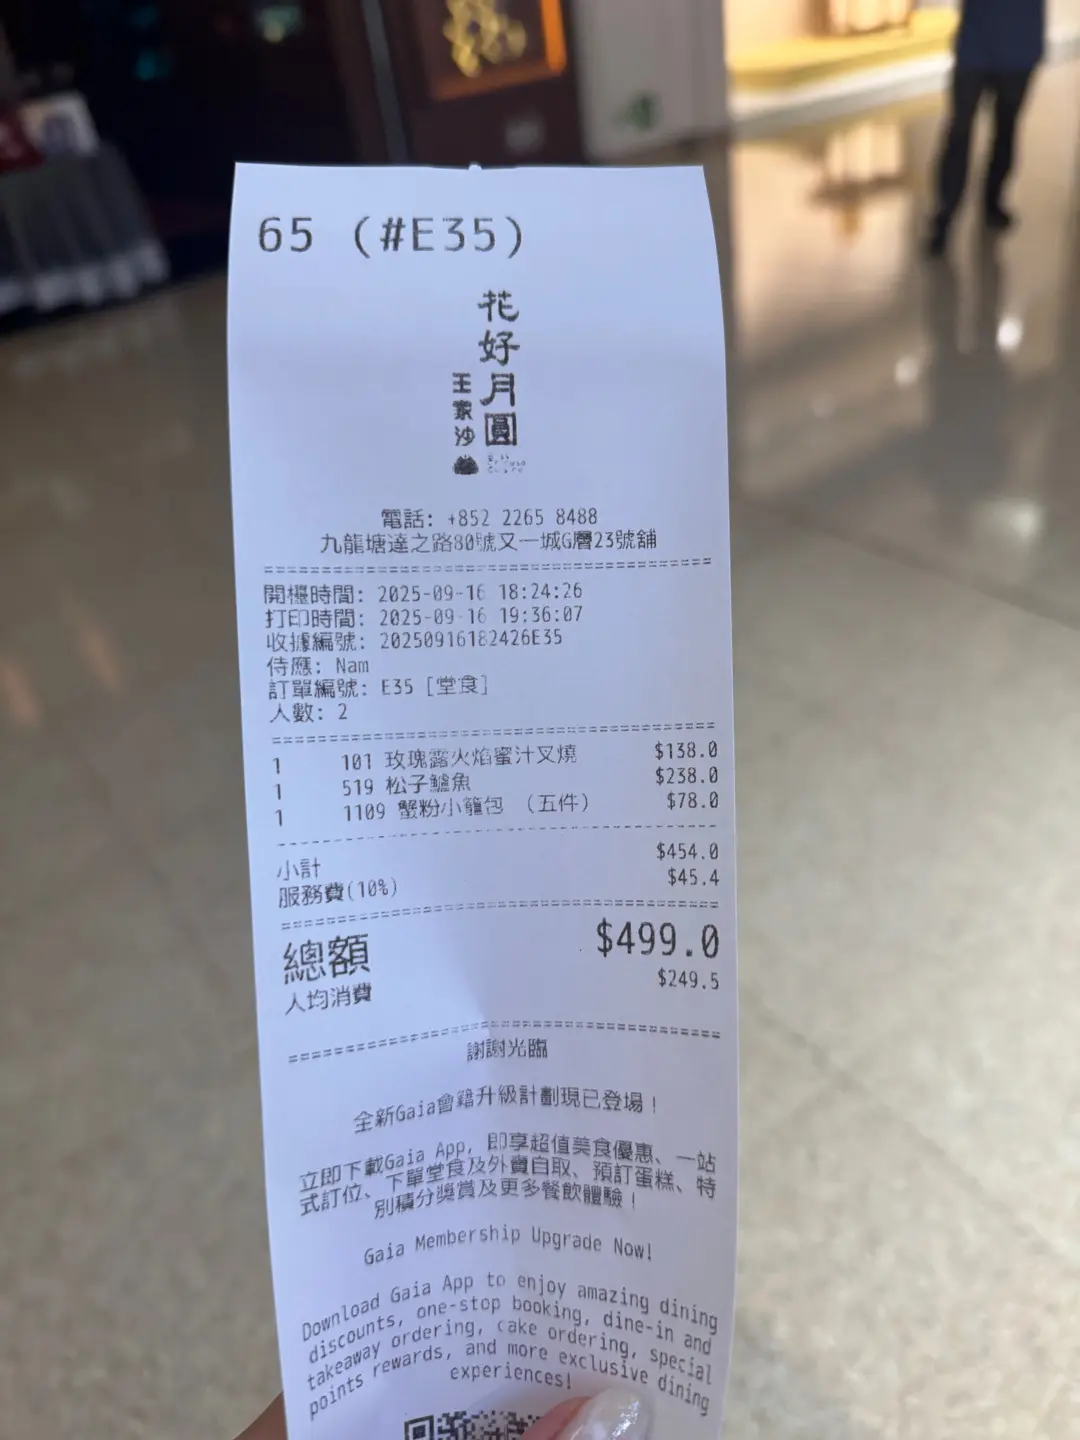 65 (#E35)
花好月圓
王家沙
電話: +852 2265 8488
九龍塘達之路80號又一城G層23號舖
開檯時間: 2025-09-16 18:24:26
打印時間: 2025-09-16 19:36:07
收據編號: 20250916182426E35
侍應: Nam
訂單編號: E35 [堂食]
人數: 2
1 101 玫瑰露火焰蜜汁叉燒 $138.0
1 519 松子鱸魚 $238.0
1 1109 蟹粉小籠包 (五件) $78.0
小計 $454.0
服務費(10%) $45.4
總額 $499.0
人均消費 $249.5
謝謝光臨
全新Gaia會籍升級計劃現已登場!
立即下載Gaia App, 即享超值美食優惠、一站
式訂位、下單堂食及外賣自取、預訂蛋糕、特
別積分獎賞及更多餐飲體驗!
Gaia Membership Upgrade Now!
Download Gaia App to enjoy amazing dining
discounts, one-stop booking, dine-in and
takeaway ordering, cake ordering, special
points rewards, and more exclusive dining
experiences!